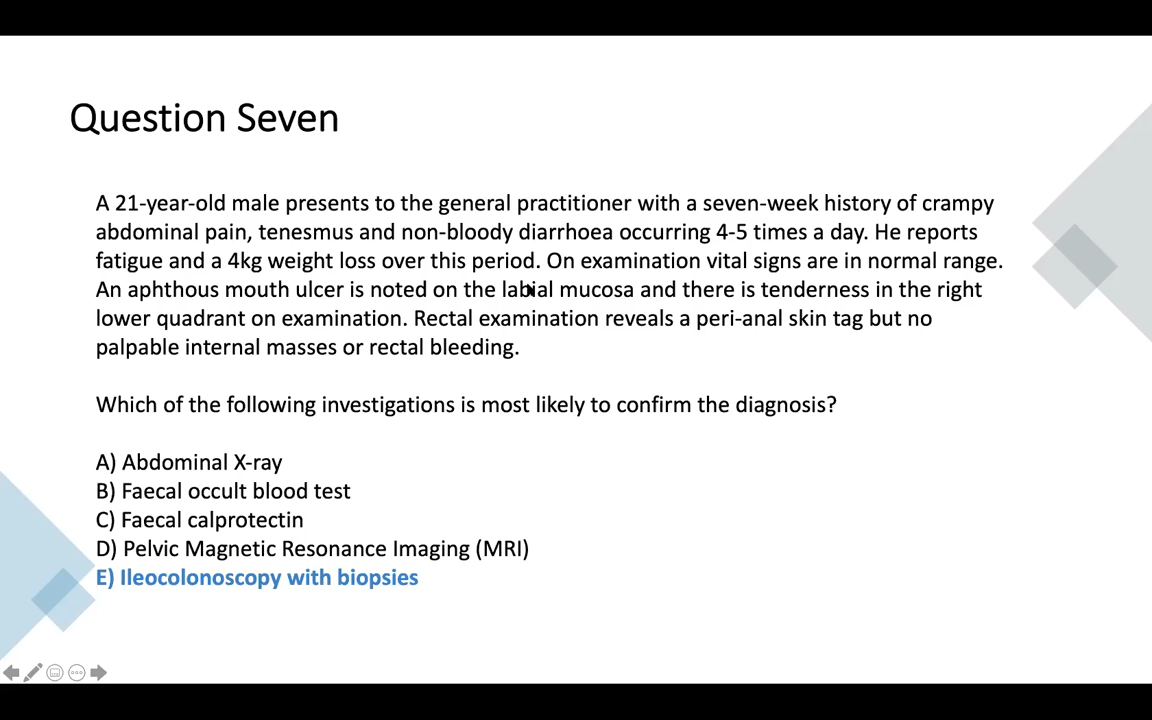 Question Seven
A 21-year-old male presents to the general practitioner with a seven-week history of crampy
abdominal pain, tenesmus and non-bloody diarrhoea occurring 4-5 times a day. He reports
fatigue and a 4kg weight loss over this period. On examination vital signs are in normal range.
An aphthous mouth ulcer is noted on the labial mucosa and there is tenderness in the right
lower quadrant on examination. Rectal examination reveals a peri-anal skin tag but no
palpable internal masses or rectal bleeding.
Which of the following investigations is most likely to confirm the diagnosis?
A) Abdominal X-ray
B) Faecal occult blood test
C) Faecal calprotectin
D) Pelvic Magnetic Resonance Imaging (MRI)
E) Ileocolonoscopy with biopsies